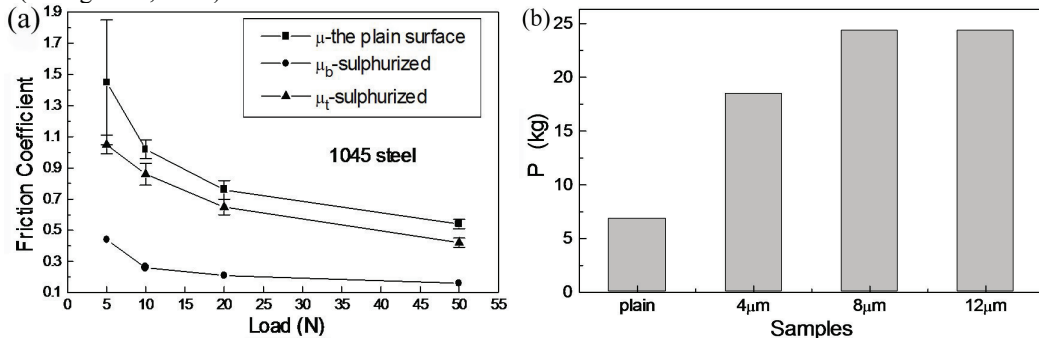 (a)
1.9
1.7
1.5
1.3
1.1
0.9
0.7
0.5
0.3
0.1
Friction Coefficient
μ-the plain surface
μb-sulphurized
μt-sulphurized
1045 steel
0 5 10 15 20 25 30 35 40 45 50 55
Load (N)
(b)
25
20
15
10
5
0
P (kg)
plain 4μm 8μm 12μm
Samples